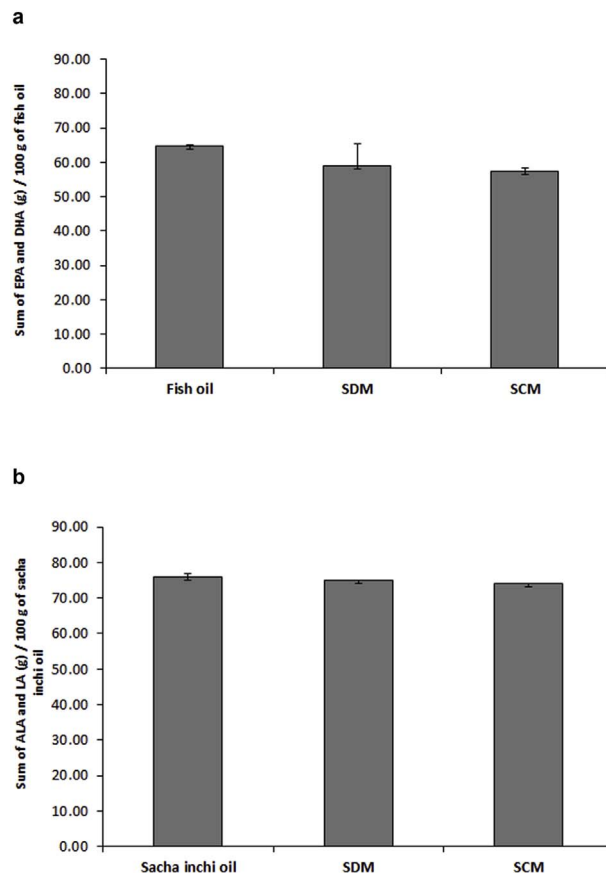 a
Sum of EPA and DHA (g) / 100 g of fish oil
90.00
80.00
70.00
60.00
50.00
40.00
30.00
20.00
10.00
0.00
Fish oil SDM SCM
b
Sum of ALA and LA (g) / 100 g of sacha
inchi oil
90.00
80.00
70.00
60.00
50.00
40.00
30.00
20.00
10.00
0.00
Sacha inchi oil SDM SCM